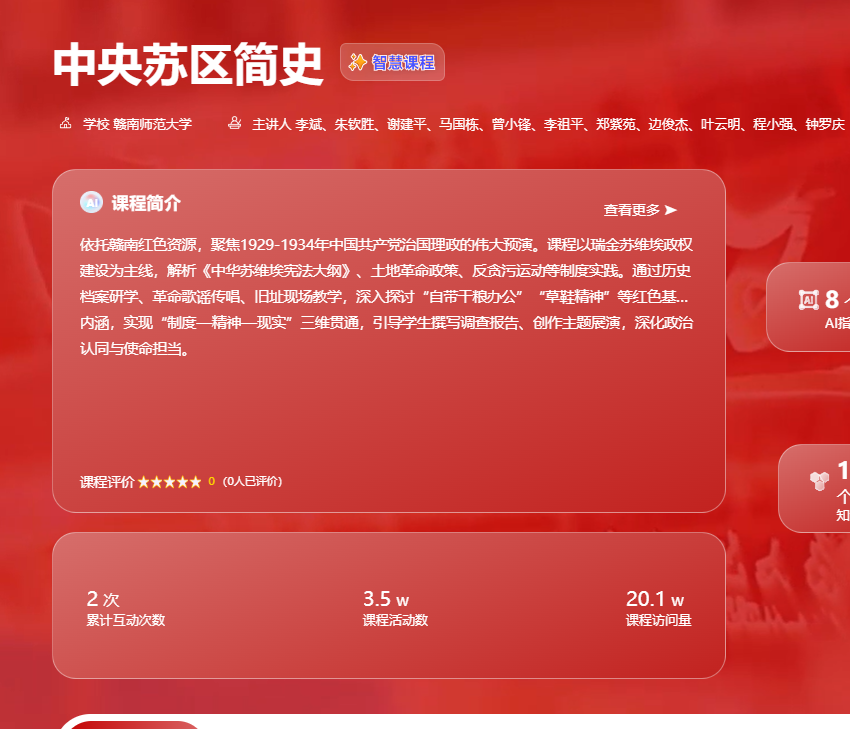 中央苏区简史
智慧课程
学校 赣南师范大学
主讲人 李斌、朱钦胜、谢建平、马国栋、曾小锋、李祖平、郑紫苑、边俊杰、叶云明、程小强、钟罗庆
AI 课程简介
查看更多 ➤
依托赣南红色资源，聚焦1929-1934年中国共产党治国理政的伟大预演。课程以瑞金苏维埃政权
建设为主线，解析《中华苏维埃宪法大纲》、土地革命政策、反贪污运动等制度实践。通过历史
档案研学、革命歌谣传唱、旧址现场教学，深入探讨“自带干粮办公”“草鞋精神”等红色基...
内涵，实现“制度—精神—现实”三维贯通，引导学生撰写调查报告、创作主题展演，深化政治
认同与使命担当。
AI 8 个
AI指
1
个
知
课程评价 ★★★★★ 0 (0人已评价)
2 次
累计互动次数
3.5 w
课程活动数
20.1 w
课程访问量